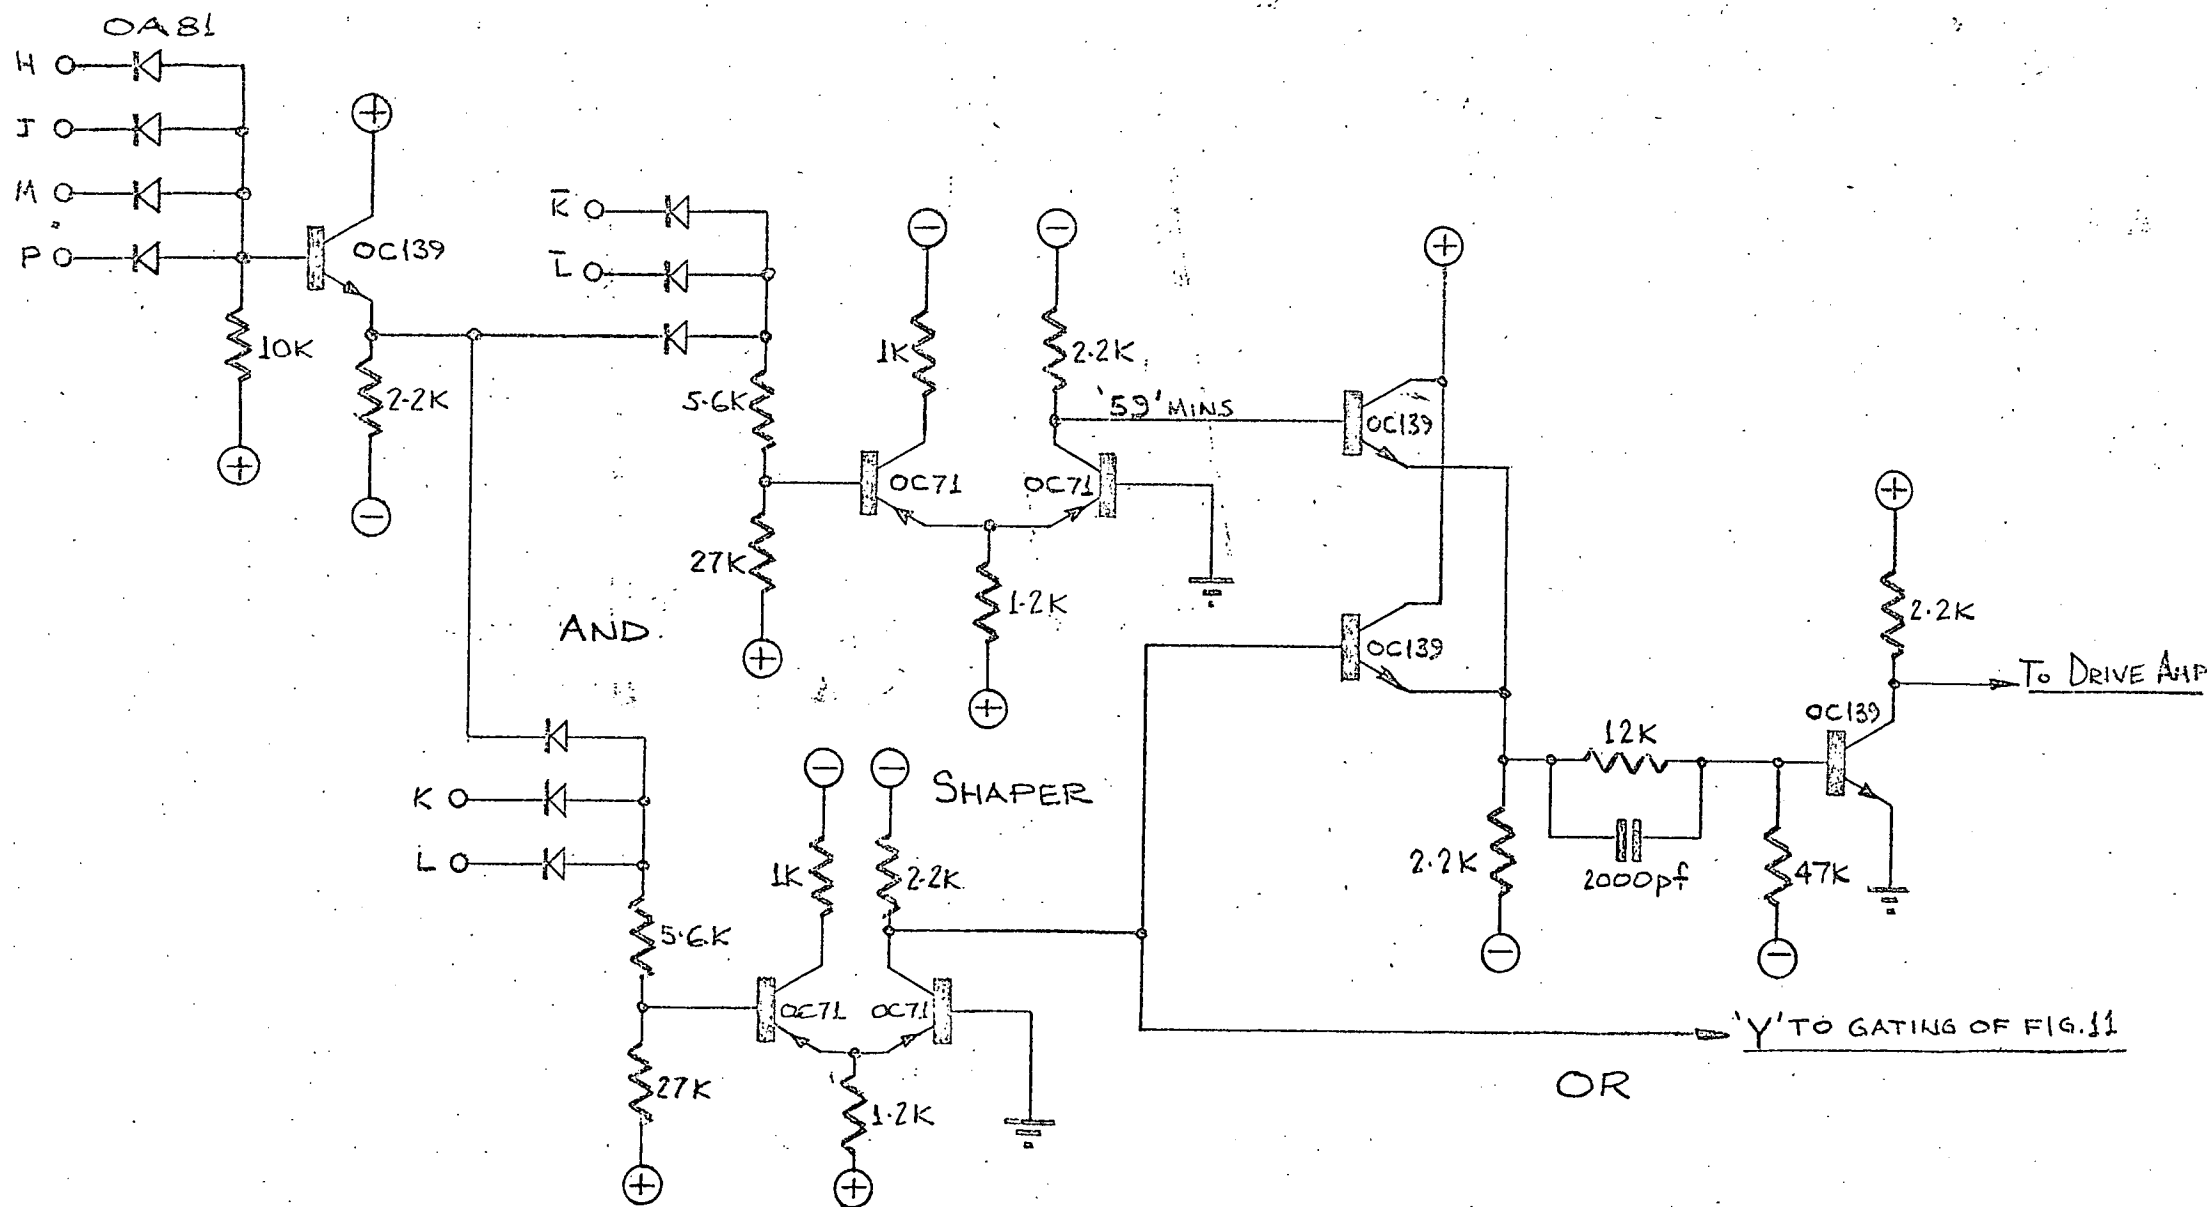 OA81
H
J
M
P
OC139
10K
2.2K
K̅
L̅
5.6K
27K
1K
2.2K
'59' MINS
OC71
OC71
1.2K
OC139
OC139
AND.
K
L
5.6K
27K
SHAPER
1K
2.2K
OC71
OC71
1.2K
2.2K
12K
2000pf
47K
OC139
2.2K
To DRIVE AMP
'Y' TO GATING OF FIG.11
OR